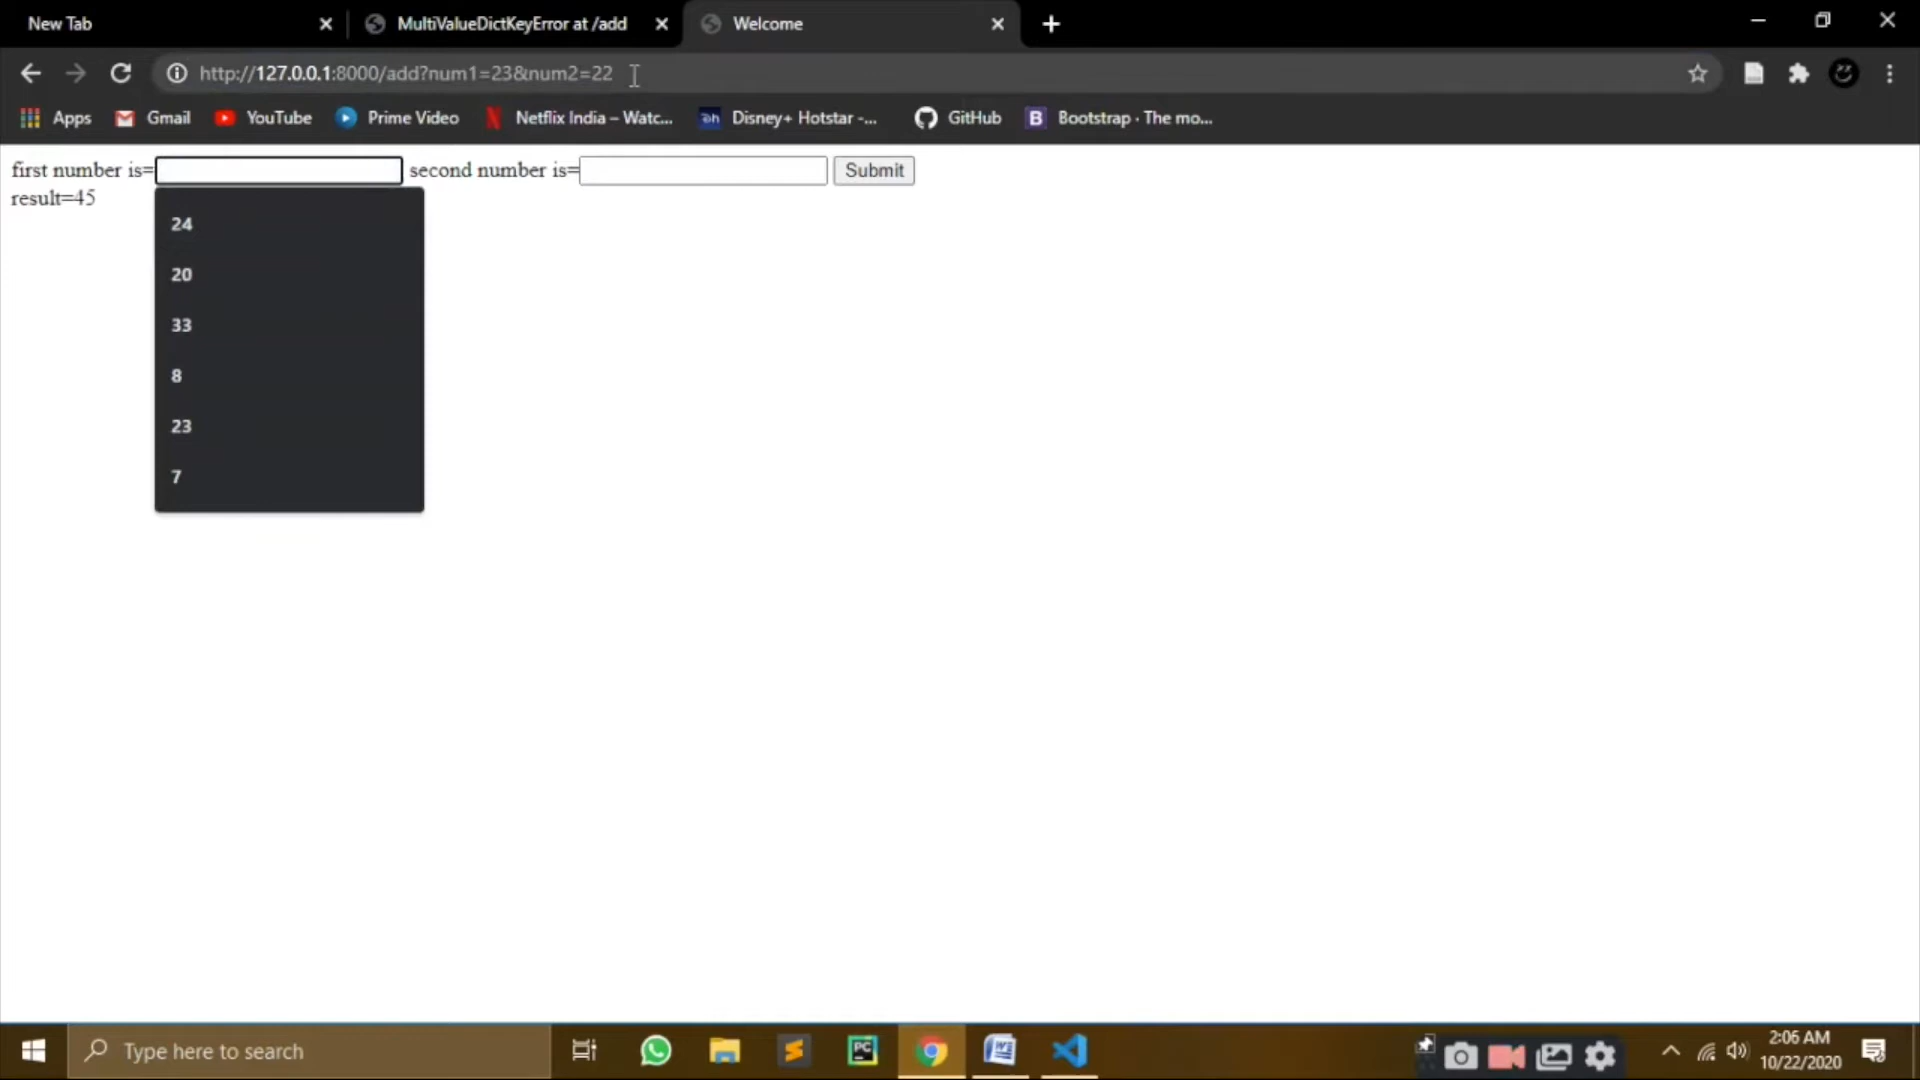 New Tab
MultiValueDictKeyError at /add
Welcome
http://127.0.0.1:8000/add?num1=23&num2=22
Apps
Gmail
YouTube
Prime Video
Netflix India – Watc...
Disney+ Hotstar -...
GitHub
B
Bootstrap · The mo...
first number is=
second number is=
Submit
result=45
24
20
33
8
23
7
Type here to search
PC
2:06 AM
10/22/2020